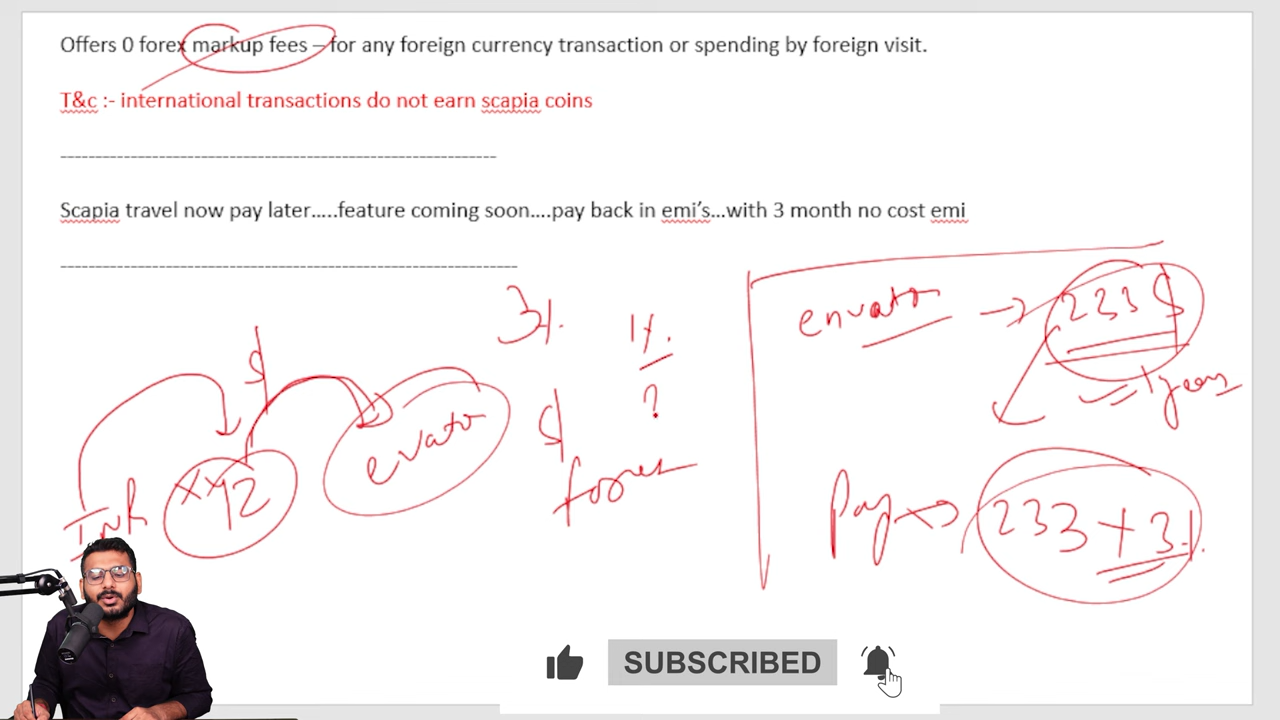 Offers 0 forex markup fees – for any foreign currency transaction or spending by foreign visit.
T&c :- international transactions do not earn scapia coins
--------------------------------------------------------------
Scapia travel now pay later.....feature coming soon....pay back in emi's...with 3 month no cost emi
-----------------------------------------------------------------
3%.
1%.
?
$
envato → 233 $
1 year
INR
xyz
evato
$
forex
Pay → 233 + 3%.
SUBSCRIBED